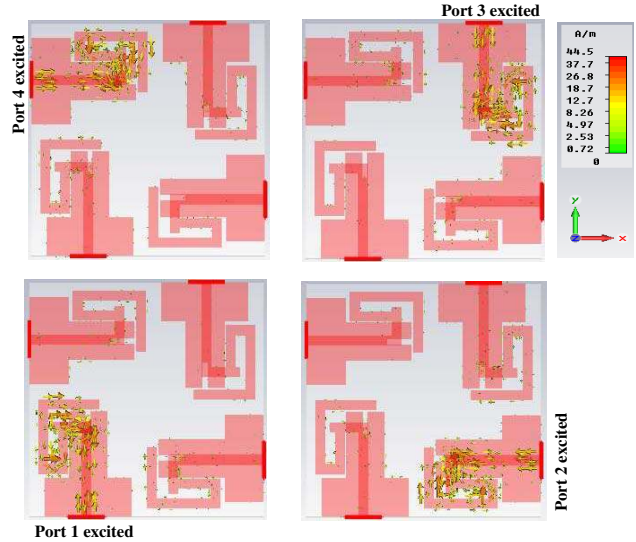 Port 3 excited
Port 4 excited
A/m
44.5
37.7
26.8
18.7
12.7
8.26
4.97
2.53
0.72
0
y
z
x
Port 2 excited
Port 1 excited